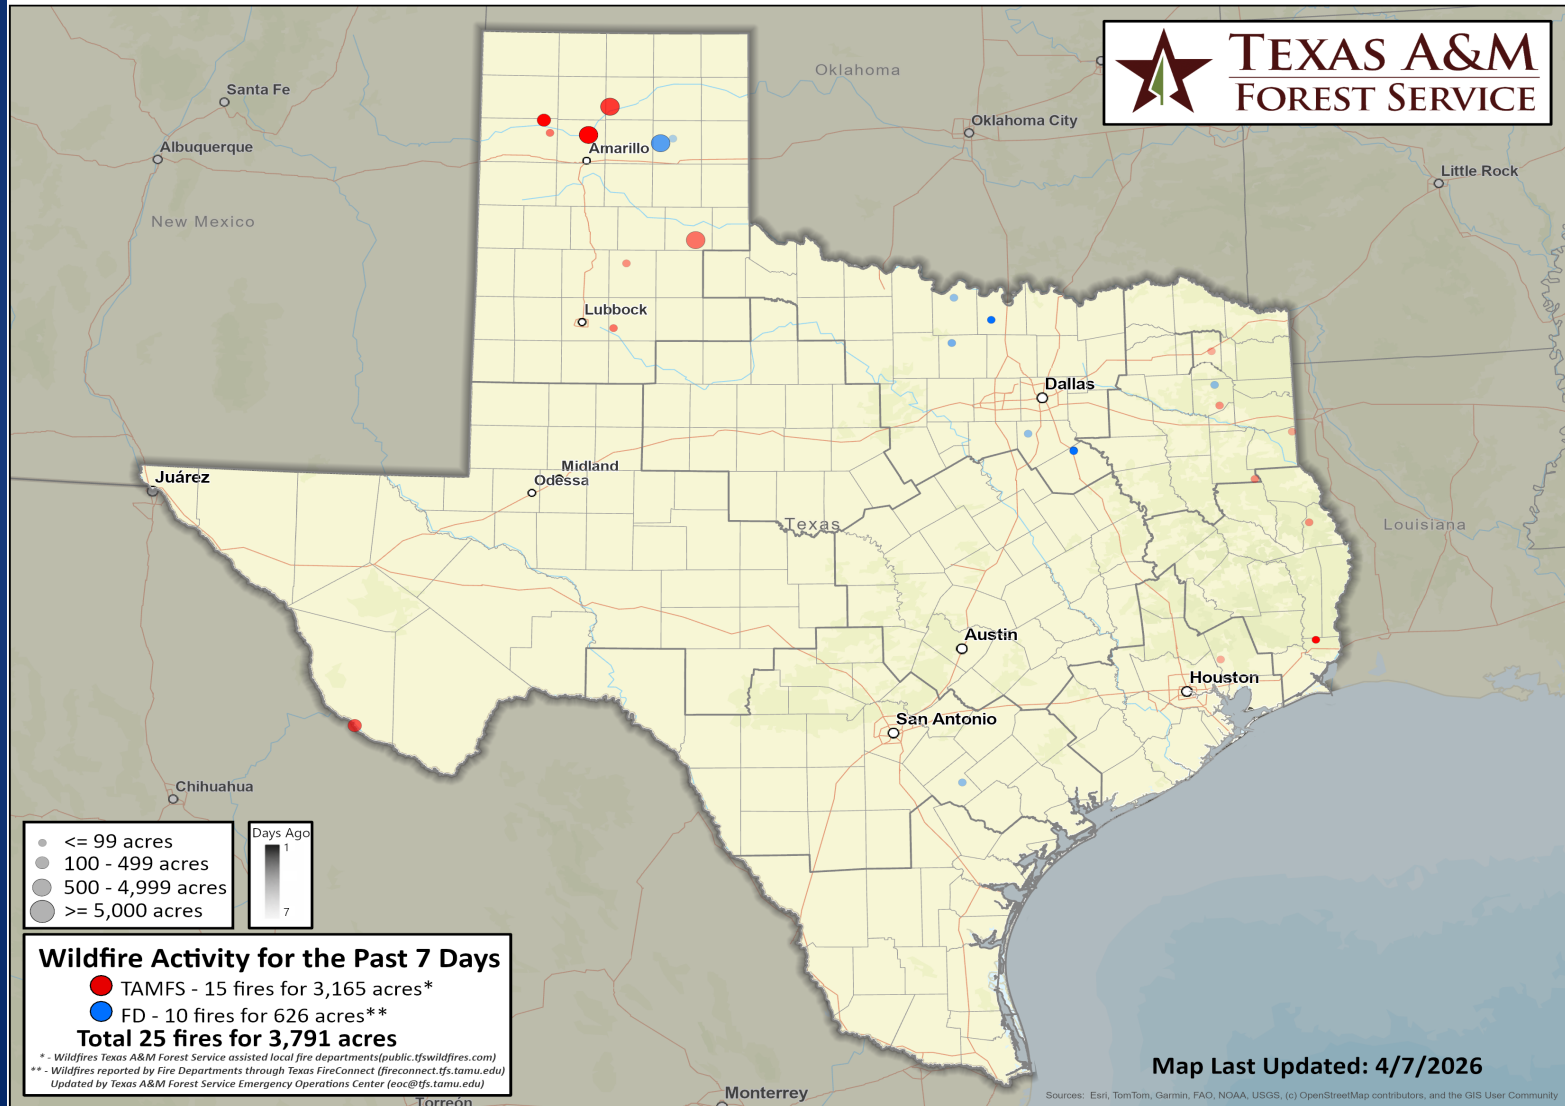 TEXAS A&M
FOREST SERVICE
Oklahoma
Santa Fe
Oklahoma City
Albuquerque
Amarillo
Little Rock
New Mexico
Lubbock
Dallas
Midland
Odessa
Juárez
Texas
Louisiana
Austin
Houston
San Antonio
Chihuahua
<= 99 acres
100 - 499 acres
500 - 4,999 acres
>= 5,000 acres
Days Ago
1
7
Wildfire Activity for the Past 7 Days
TAMFS - 15 fires for 3,165 acres*
FD - 10 fires for 626 acres**
Total 25 fires for 3,791 acres
* - Wildfires Texas A&M Forest Service assisted local fire departments(public.tfswildfires.com)
** - Wildfires reported by Fire Departments through Texas FireConnect (fireconnect.tfs.tamu.edu)
Updated by Texas A&M Forest Service Emergency Operations Center (eoc@tfs.tamu.edu)
Map Last Updated: 4/7/2026
Monterrey
Torreón
Sources: Esri, TomTom, Garmin, FAO, NOAA, USGS, (c) OpenStreetMap contributors, and the GIS User Community